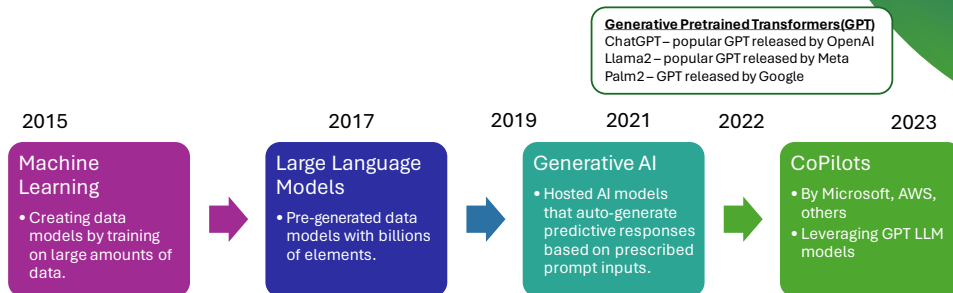 Generative Pretrained Transformers(GPT)
ChatGPT – popular GPT released by OpenAI
Llama2 – popular GPT released by Meta
Palm2 – GPT released by Google
2015
2017
2019
2021
2022
2023
Machine
Learning
• Creating data
models by training
on large amounts of
data.
Large Language
Models
• Pre-generated data
models with billions
of elements.
Generative AI
• Hosted AI models
that auto-generate
predictive responses
based on prescribed
prompt inputs.
CoPilots
• By Microsoft, AWS,
others
• Leveraging GPT LLM
models